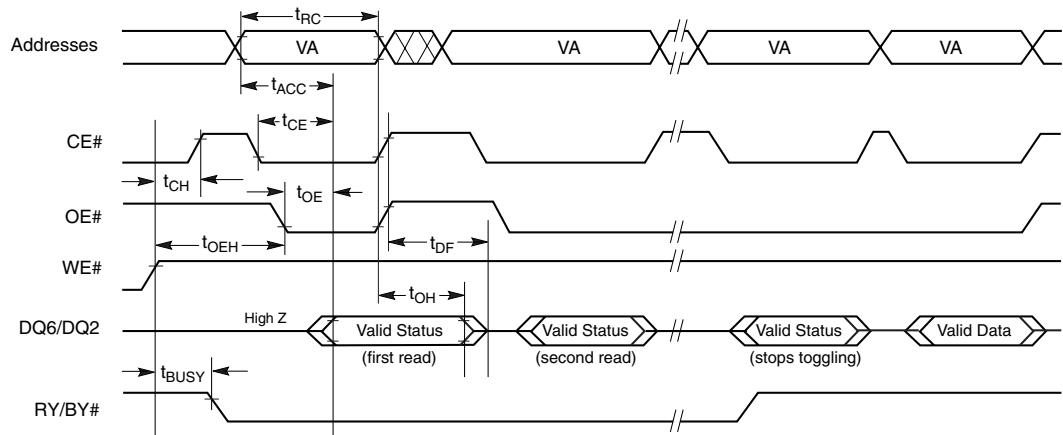 tRC
Addresses VA VA VA VA
tACC
tCE
CE#
tCH tOE
OE#
tOEH tDF
WE#
tOH
High Z
DQ6/DQ2 Valid Status Valid Status Valid Status Valid Data
(first read) (second read) (stops toggling)
tBUSY
RY/BY#